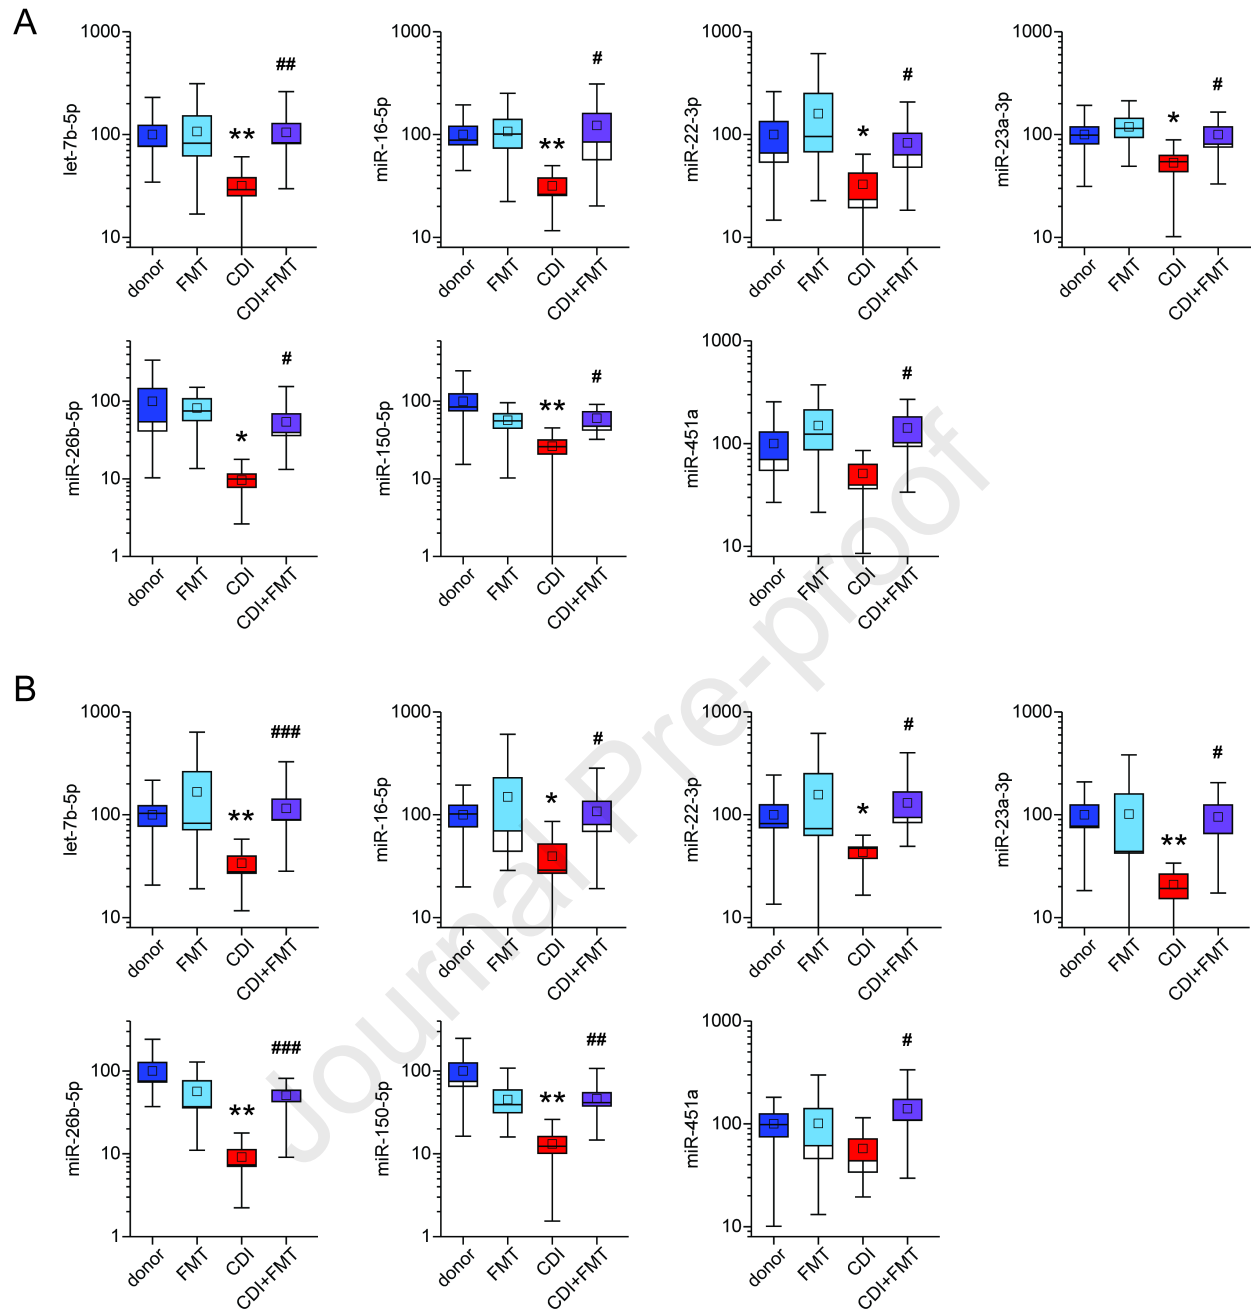 A
let-7b-5p
1000
100
10
**
##
donor
FMT
CDI
CDI+FMT
miR-16-5p
1000
100
10
**
#
donor
FMT
CDI
CDI+FMT
miR-22-3p
1000
100
10
*
#
donor
FMT
CDI
CDI+FMT
miR-23a-3p
1000
100
10
*
#
donor
FMT
CDI
CDI+FMT
miR-26b-5p
100
10
1
*
#
donor
FMT
CDI
CDI+FMT
miR-150-5p
100
10
1
**
#
donor
FMT
CDI
CDI+FMT
miR-451a
1000
100
10
#
donor
FMT
CDI
CDI+FMT
Journal Pre-proof
B
let-7b-5p
1000
100
10
**
###
donor
FMT
CDI
CDI+FMT
miR-16-5p
1000
100
10
*
#
donor
FMT
CDI
CDI+FMT
miR-22-3p
1000
100
10
*
#
donor
FMT
CDI
CDI+FMT
miR-23a-3p
1000
100
10
**
#
donor
FMT
CDI
CDI+FMT
miR-26b-5p
100
10
1
**
###
donor
FMT
CDI
CDI+FMT
miR-150-5p
100
10
1
**
##
donor
FMT
CDI
CDI+FMT
miR-451a
1000
100
10
#
donor
FMT
CDI
CDI+FMT